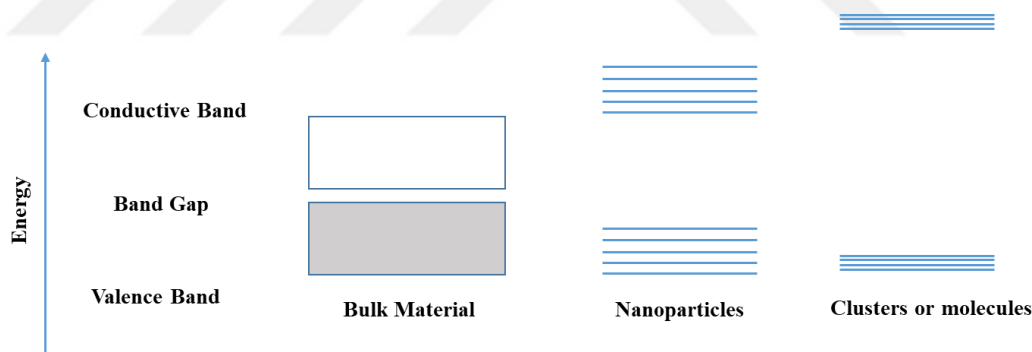 Conductive Band
Energy
Band Gap
Valence Band
Bulk Material
Nanoparticles
Clusters or molecules